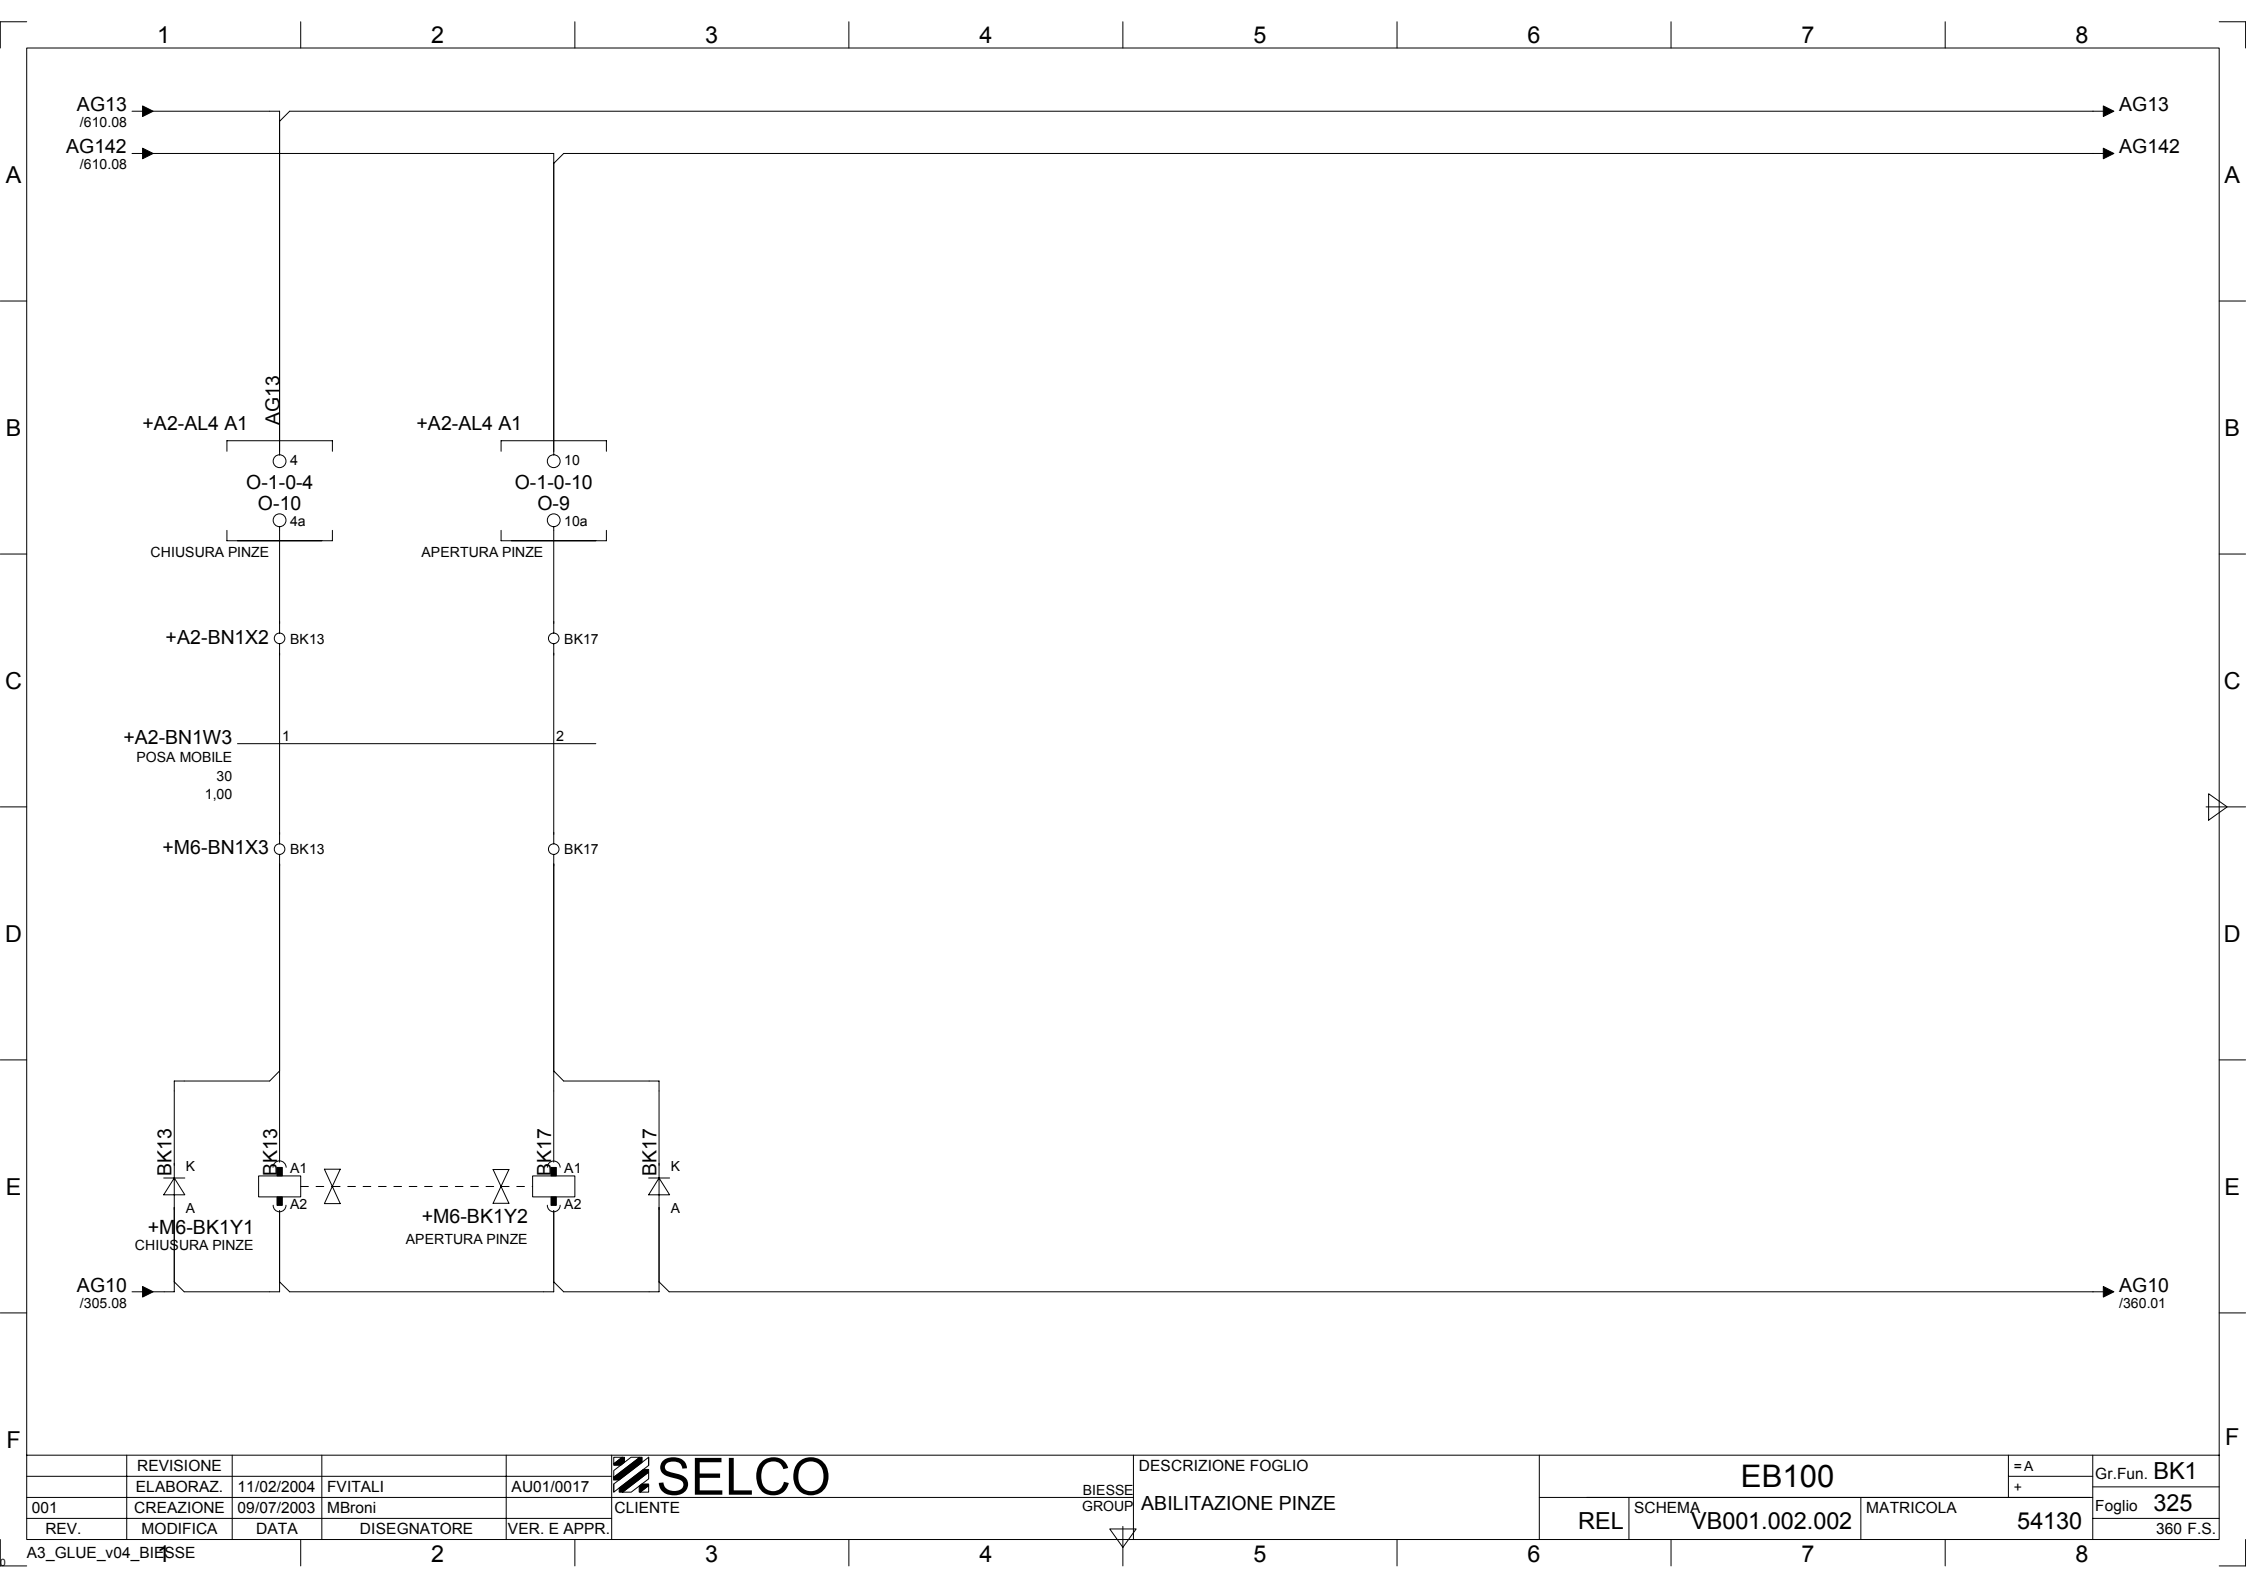 1 2 3 4 5 6 7 8
AG13 AG13
/610.08
AG142 AG142
/610.08
A A
AG13
+A2-AL4 A1 +A2-AL4 A1
B B
4 10
O-1-0-4 O-1-0-10
O-10 O-9
4a 10a
CHIUSURA PINZE APERTURA PINZE
+A2-BN1X2 BK13 BK17
C C
+A2-BN1W3 1 2
POSA MOBILE
30
1,00
+M6-BN1X3 BK13 BK17
D D
BK13 BK13 BK17 BK17
K A1 A1 K
E E
A A2 A2 A
+M6-BK1Y1 +M6-BK1Y2
CHIUSURA PINZE APERTURA PINZE
AG10 AG10
/305.08 /360.01
F F
REVISIONE SELCO DESCRIZIONE FOGLIO EB100 =A Gr.Fun. BK1
ELABORAZ. 11/02/2004 FVITALI AU01/0017 BIESSE +
001 CREAZIONE 09/07/2003 MBroni CLIENTE GROUP ABILITAZIONE PINZE REL SCHEMA VB001.002.002 MATRICOLA 54130 Foglio 325
REV. MODIFICA DATA DISEGNATORE VER. E APPR. 360 F.S.
A3_GLUE_v04_BIESSE
1 2 3 4 5 6 7 8